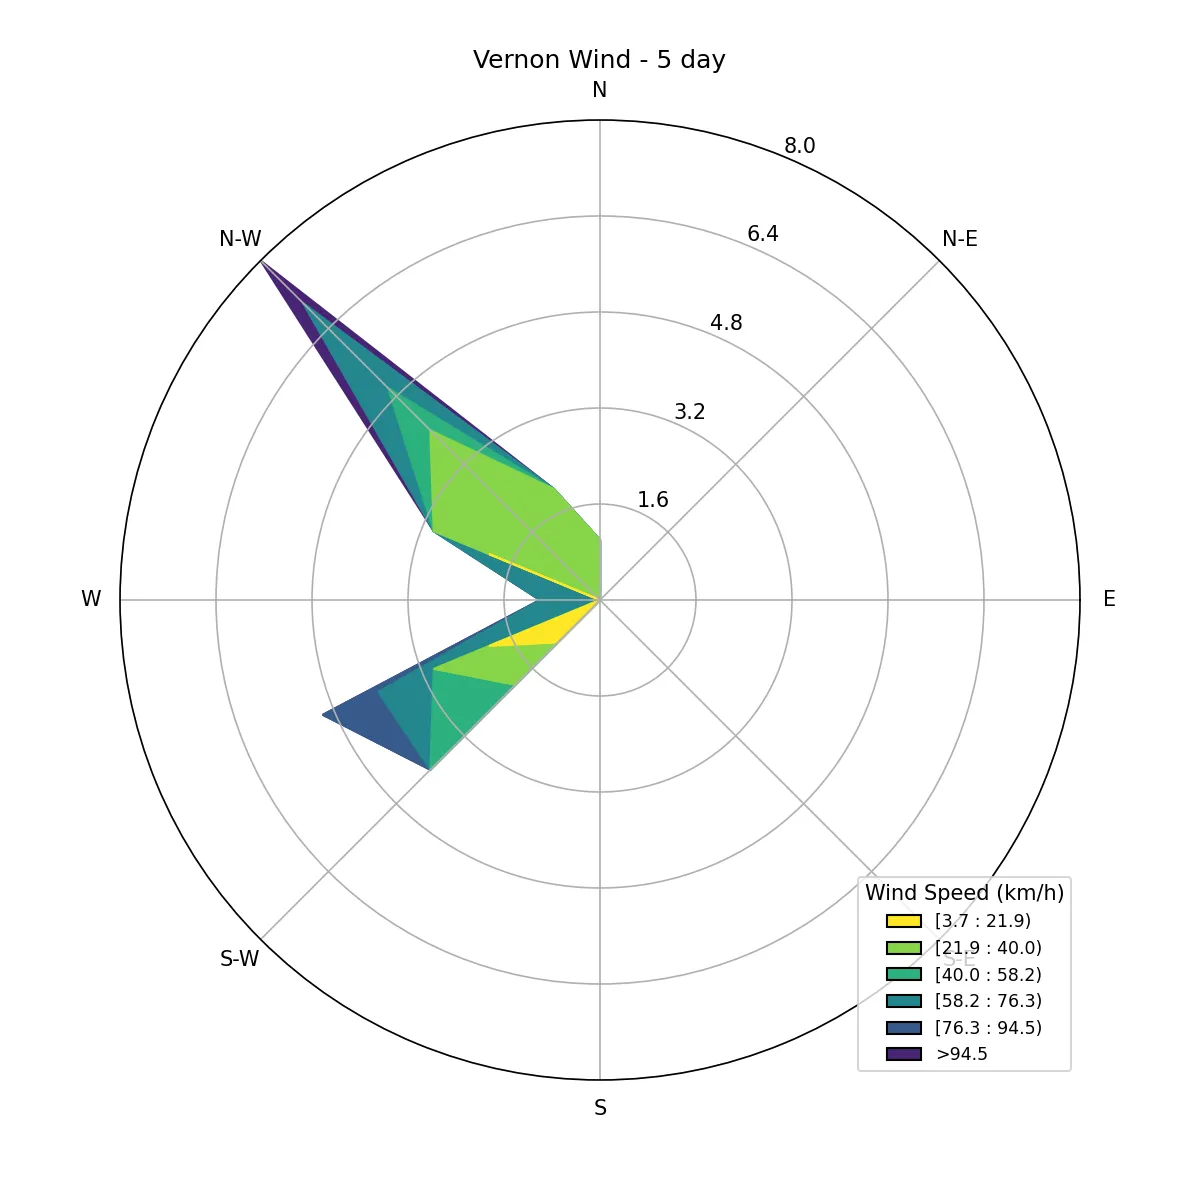 Vernon Wind - 5 day
N
8.0
N-W
6.4
N-E
4.8
3.2
1.6
W
E
Wind Speed (km/h)
[3.7 : 21.9)
[21.9 : 40.0)
S-W
S-E
[40.0 : 58.2)
[58.2 : 76.3)
[76.3 : 94.5)
>94.5
S